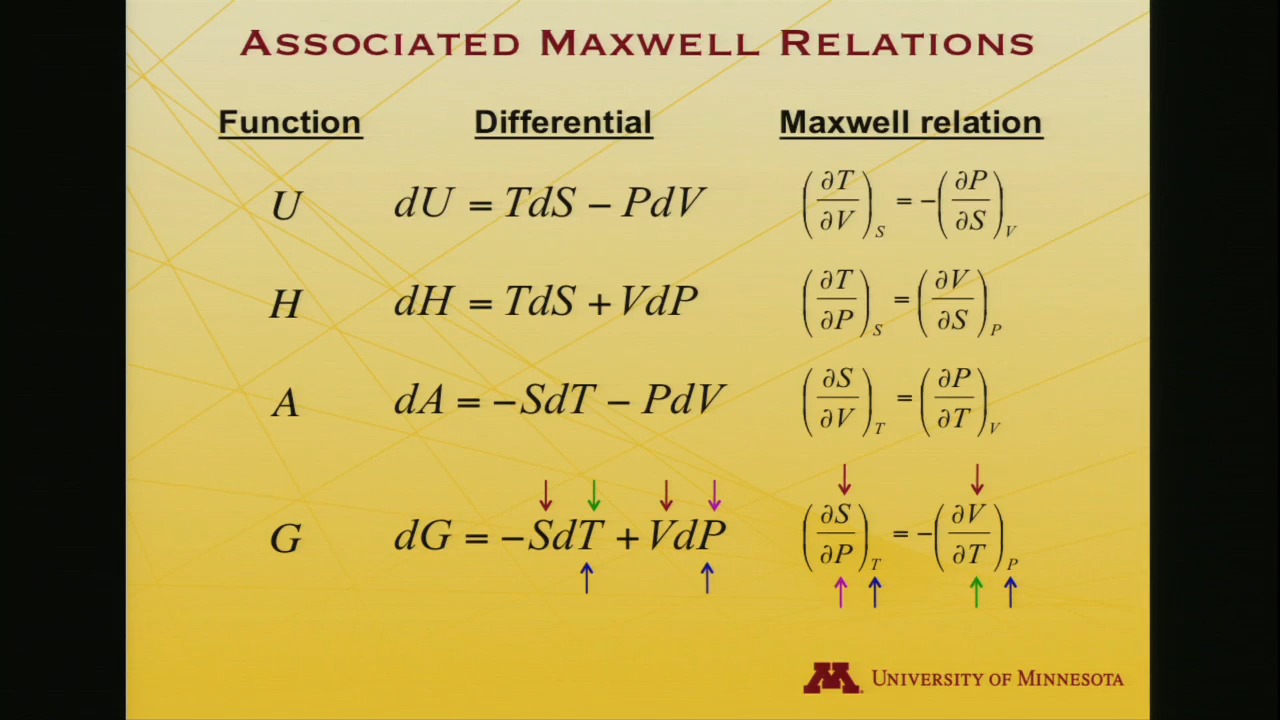 ASSOCIATED MAXWELL RELATIONS
Function Differential Maxwell relation
U dU = TdS − PdV (∂T/∂V)_S = −(∂P/∂S)_V
H dH = TdS + VdP (∂T/∂P)_S = (∂V/∂S)_P
A dA = −SdT − PdV (∂S/∂V)_T = (∂P/∂T)_V
G dG = −SdT + VdP (∂S/∂P)_T = −(∂V/∂T)_P
M UNIVERSITY OF MINNESOTA